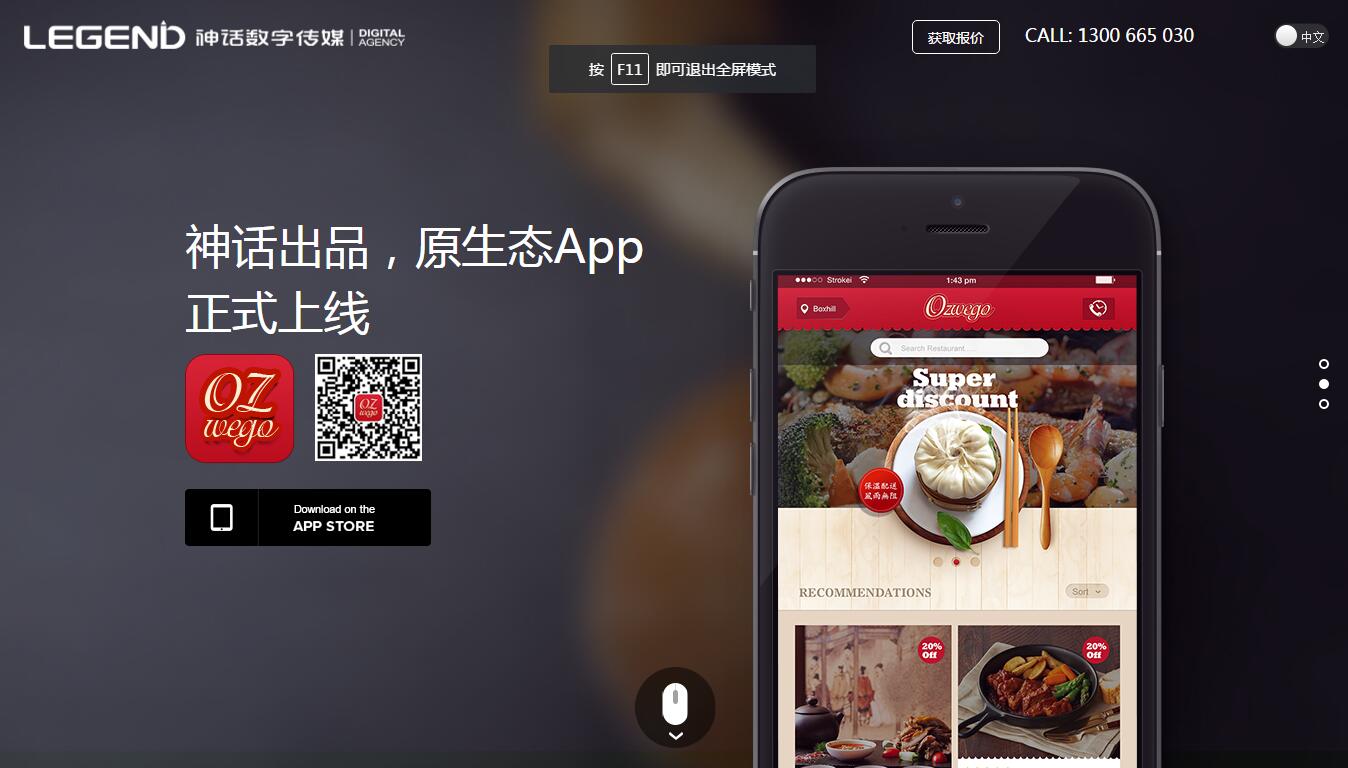 LEGEND 神话数字传媒 | DIGITAL AGENCY
获取报价
CALL: 1300 665 030
中文
按 F11 即可退出全屏模式
神话出品，原生态App
正式上线
OZ
wego
OZ
wego
Download on the
APP STORE
Strokei
1:43 pm
Boxhill
Ozwego
Search Restaurant.....
Super
discount
保温配送
風雨無阻
RECOMMENDATIONS
Sort
20%
Off
20%
Off